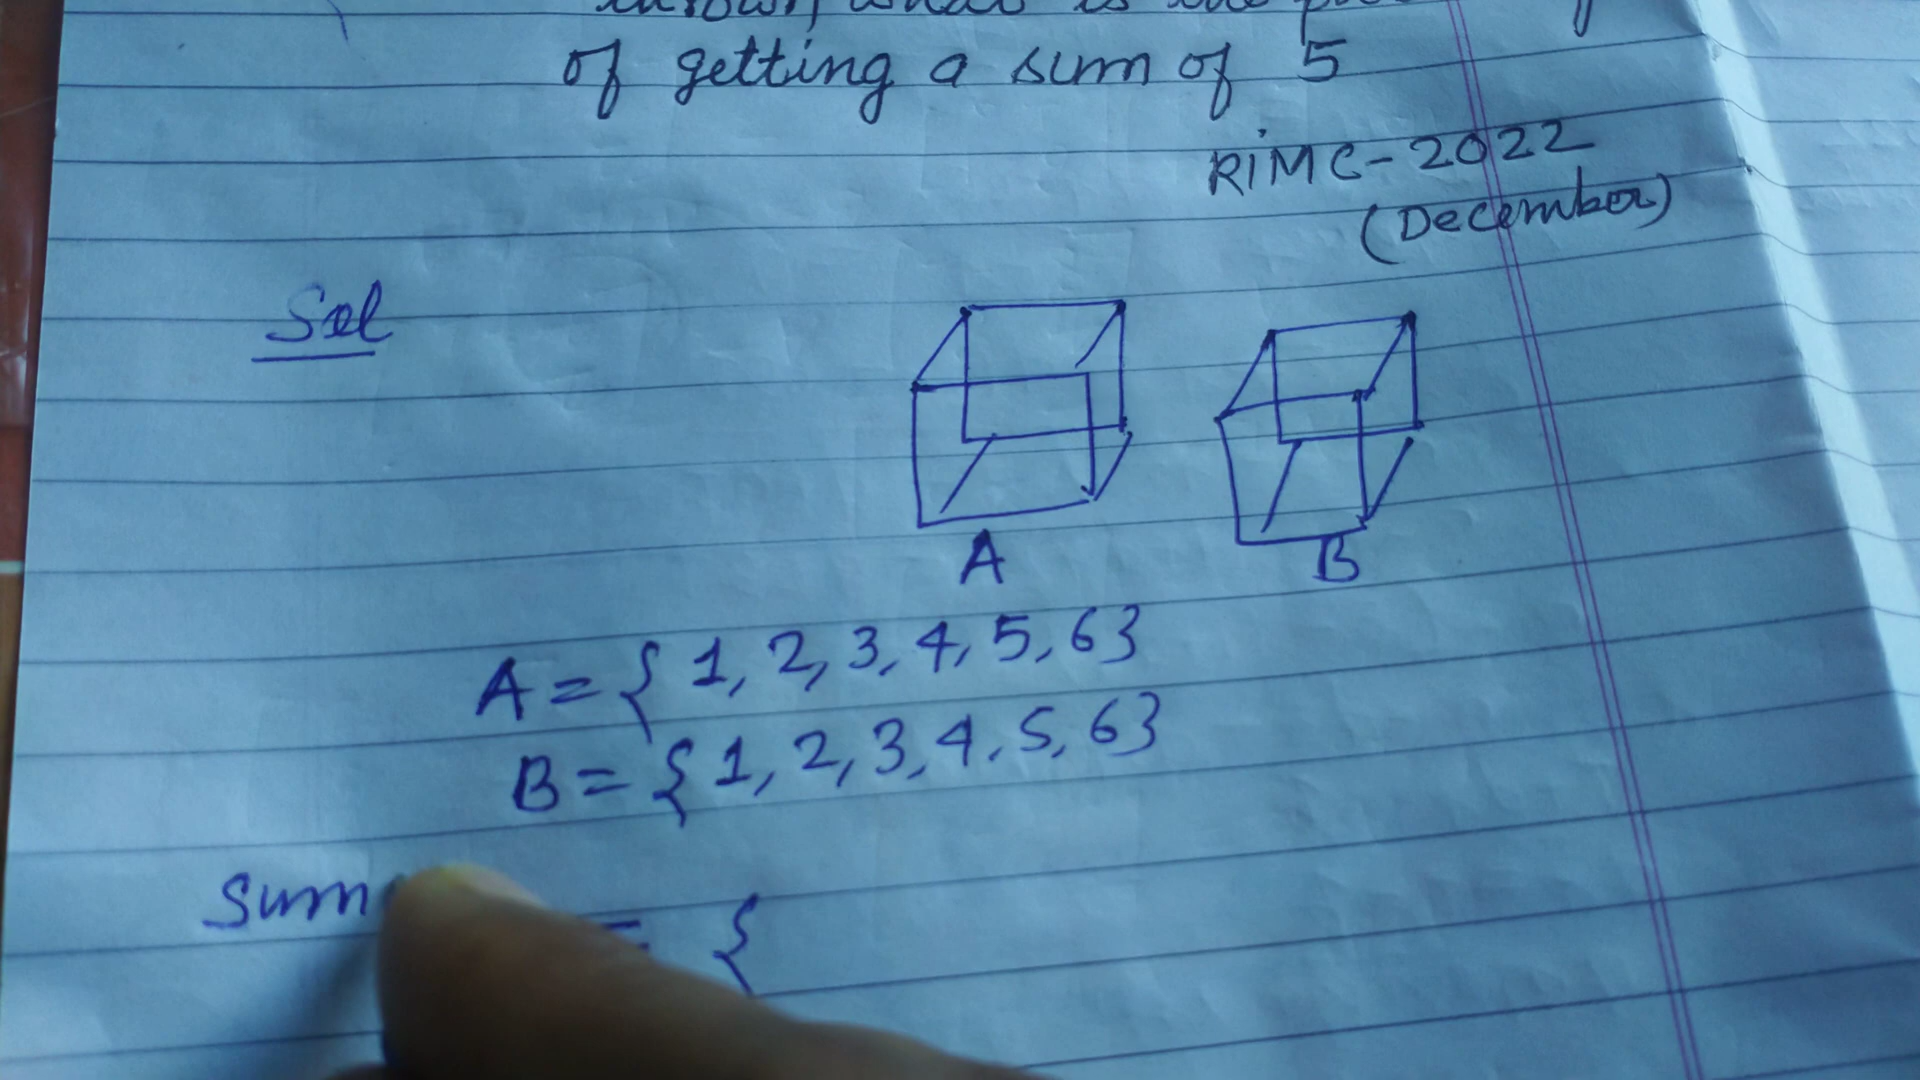 of getting a sum of 5
RIMC-2022
(December)
Sol
A B
A = { 1, 2, 3, 4, 5, 6 }
B = { 1, 2, 3, 4, 5, 6 }
Sum = {